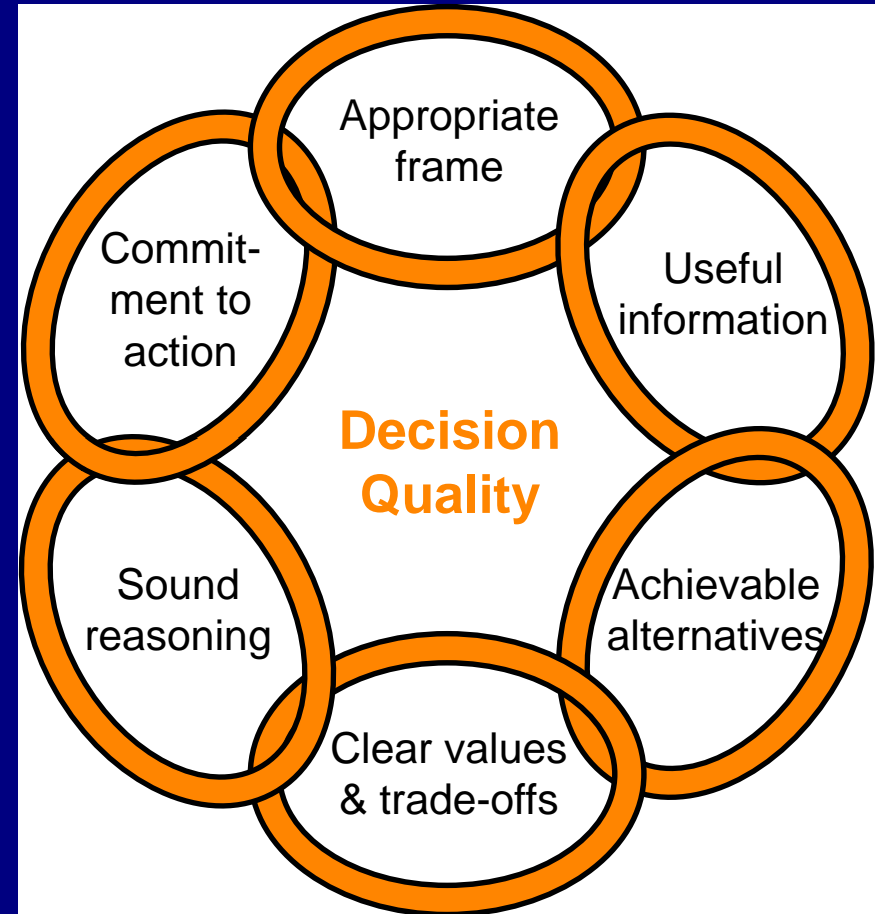 Appropriate
frame
Useful
information
Achievable
alternatives
Clear values
& trade-offs
Sound
reasoning
Commit-
ment to
action
Decision
Quality